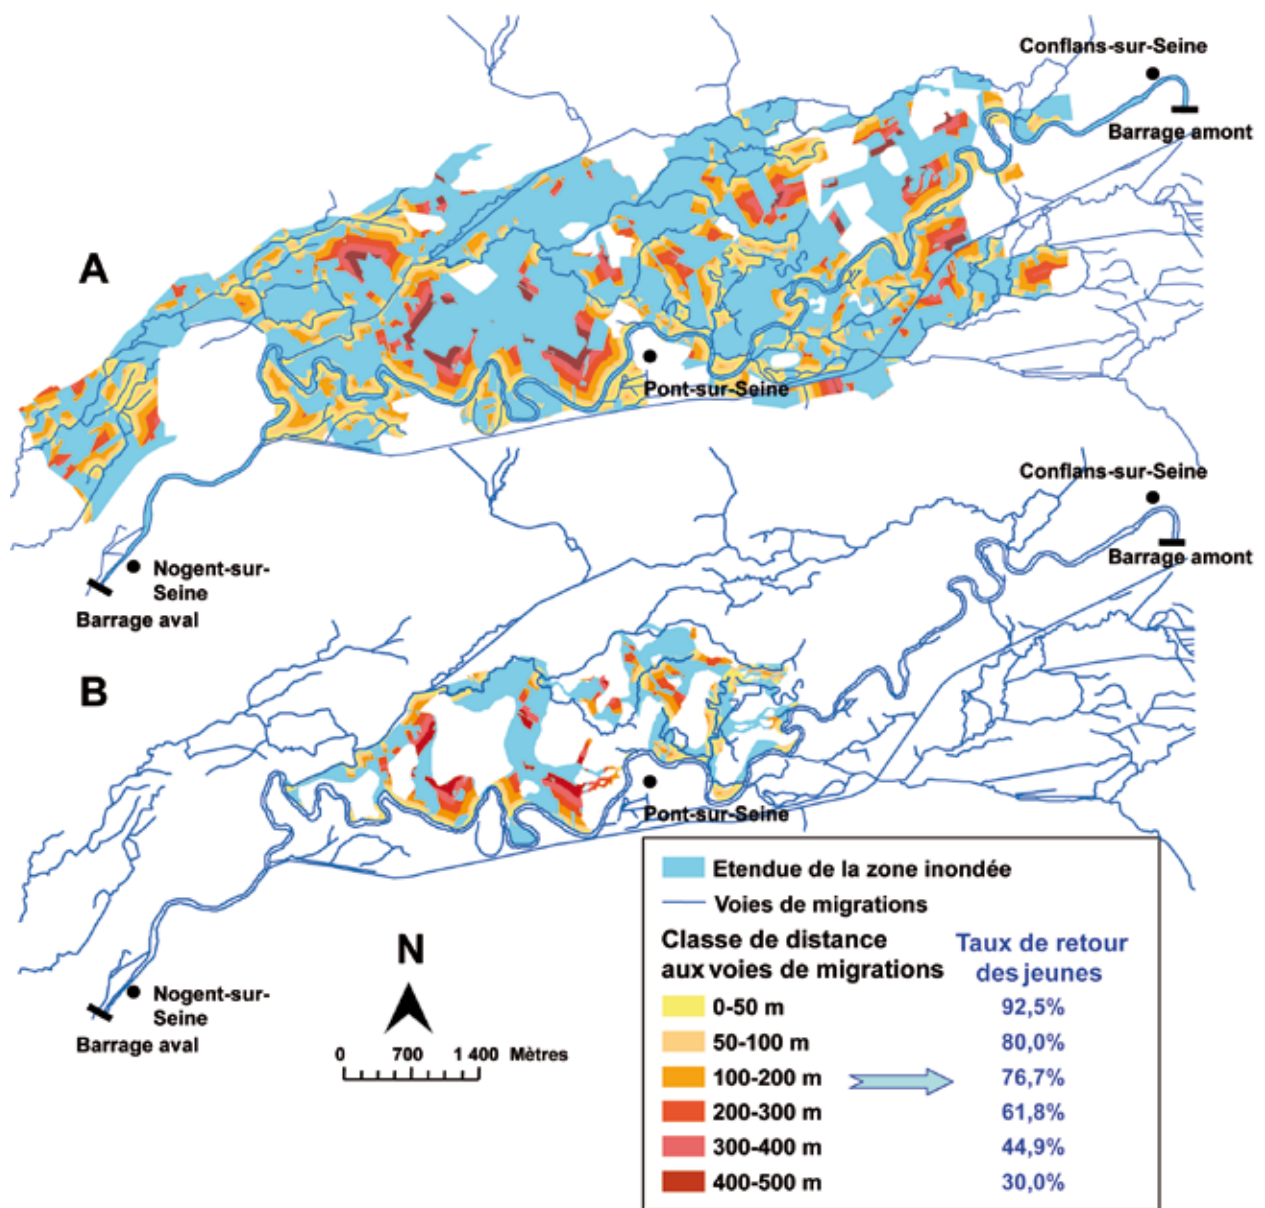 Conflans-sur-Seine
Barrage amont
A
Pont-sur-Seine
Nogent-sur-
Seine
Barrage aval
Conflans-sur-Seine
Barrage amont
B
Pont-sur-Seine
Nogent-sur-
Seine
Barrage aval
N
0 700 1 400 Mètres
Etendue de la zone inondée
Voies de migrations
Classe de distance
aux voies de migrations
Taux de retour
des jeunes
0-50 m 92,5%
50-100 m 80,0%
100-200 m 76,7%
200-300 m 61,8%
300-400 m 44,9%
400-500 m 30,0%